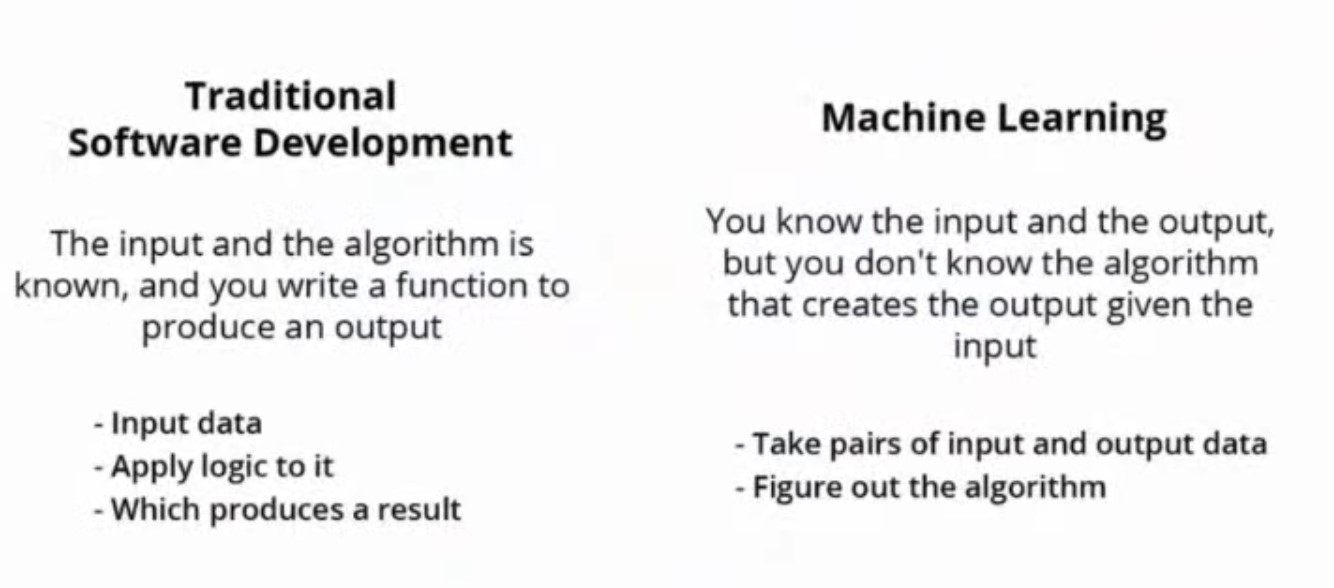 Traditional
Software Development
The input and the algorithm is
known, and you write a function to
produce an output
- Input data
- Apply logic to it
- Which produces a result
Machine Learning
You know the input and the output,
but you don't know the algorithm
that creates the output given the
input
- Take pairs of input and output data
- Figure out the algorithm